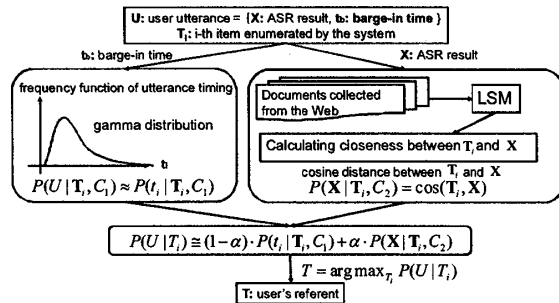 U: user utterance = {X: ASR result, tb: barge-in time }
Ti: i-th item enumerated by the system
tb: barge-in time
X: ASR result
frequency function of utterance timing
gamma distribution
ti
P(U | Ti, C1) ≈ P(ti | Ti, C1)
Documents collected
from the Web
LSM
Calculating closeness between Ti and X
cosine distance between Ti and X
P(X | Ti, C2) = cos(Ti, X)
P(U | Ti) ≅ (1−α) · P(ti | Ti, C1) + α · P(X | Ti, C2)
T = arg maxTi P(U | Ti)
T: user's referent